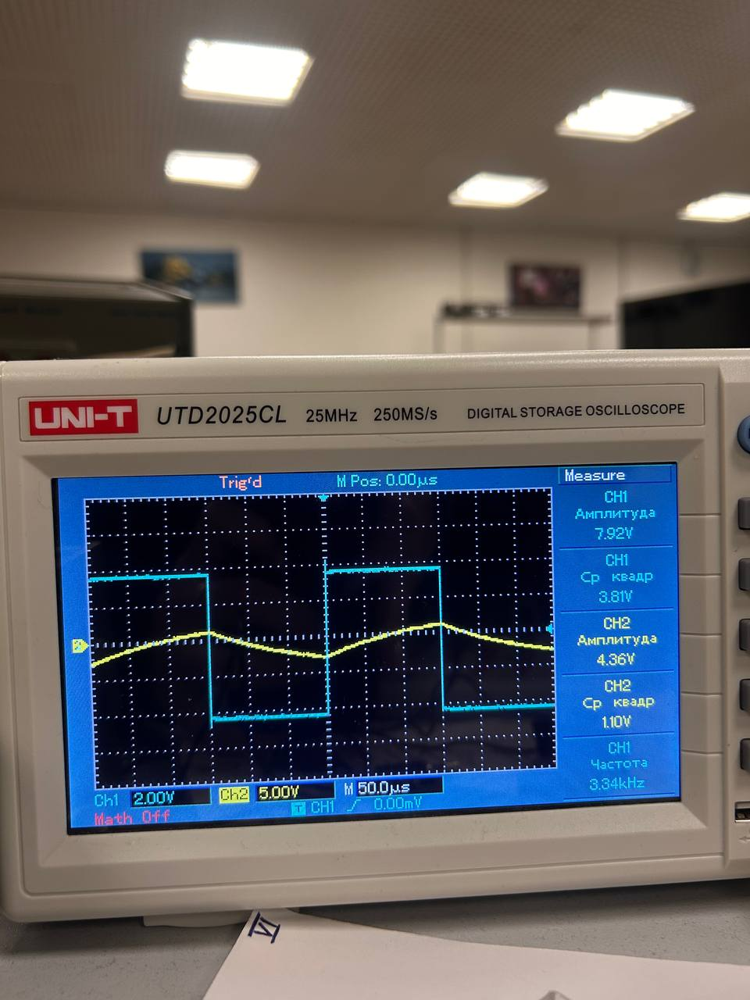 UNI-T UTD2025CL 25MHz 250MS/s DIGITAL STORAGE OSCILLOSCOPE
Trig'd M Pos: 0.00μs Measure
CH1
Амплитуда
7.92V
CH1
Ср квадр
3.81V
CH2
Амплитуда
4.36V
CH2
Ср квадр
1.10V
CH1
Частота
3.34kHz
Ch1 2.00V Ch2 5.00V M 50.0μs
Math Off T CH1 0.00mV
VI